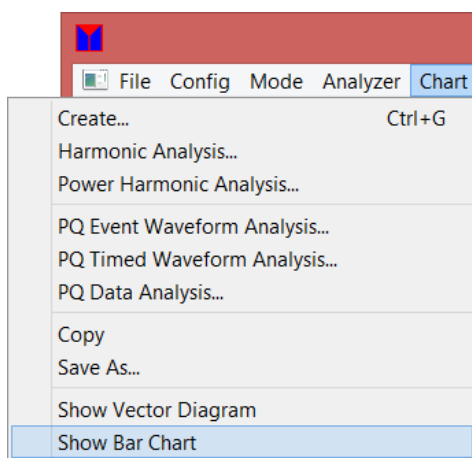 File Config Mode Analyzer Chart
Create... Ctrl+G
Harmonic Analysis...
Power Harmonic Analysis...
PQ Event Waveform Analysis...
PQ Timed Waveform Analysis...
PQ Data Analysis...
Copy
Save As...
Show Vector Diagram
Show Bar Chart